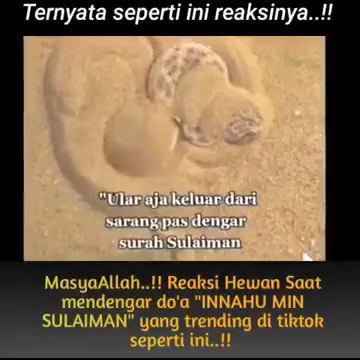 Ternyata seperti ini reaksinya..!!
"Ular aja keluar dari
sarang pas dengar
surah Sulaiman
MasyaAllah..!! Reaksi Hewan Saat
mendengar do'a "INNAHU MIN
SULAIMAN" yang trending di tiktok
seperti ini..!!